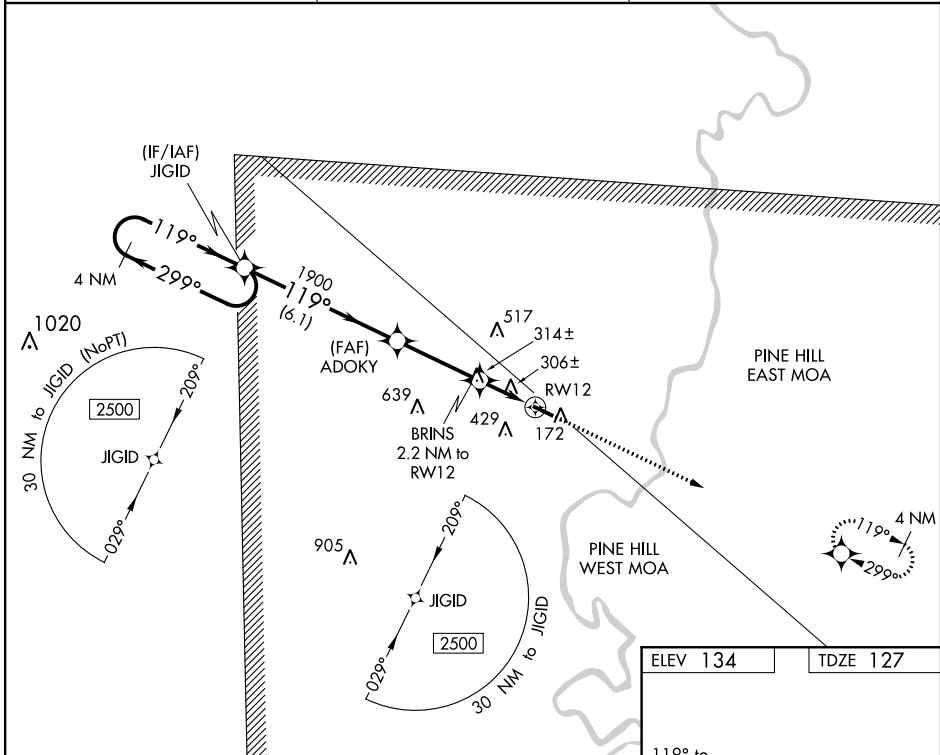 (IF/IAF)
JIGID
119°
299°
4 NM
1900
119°
(6.1)
1020
(FAF)
ADOKY
517
314±
306±
RW12
PINE HILL
EAST MOA
639
429
172
BRINS
2.2 NM to
RW12
30 NM to JIGID (NoPT)
209°
2500
JIGID
029°
905
209°
JIGID
2500
029°
30 NM to JIGID
PINE HILL
WEST MOA
4 NM
119°
299°
ELEV 134
TDZE 127
119° to